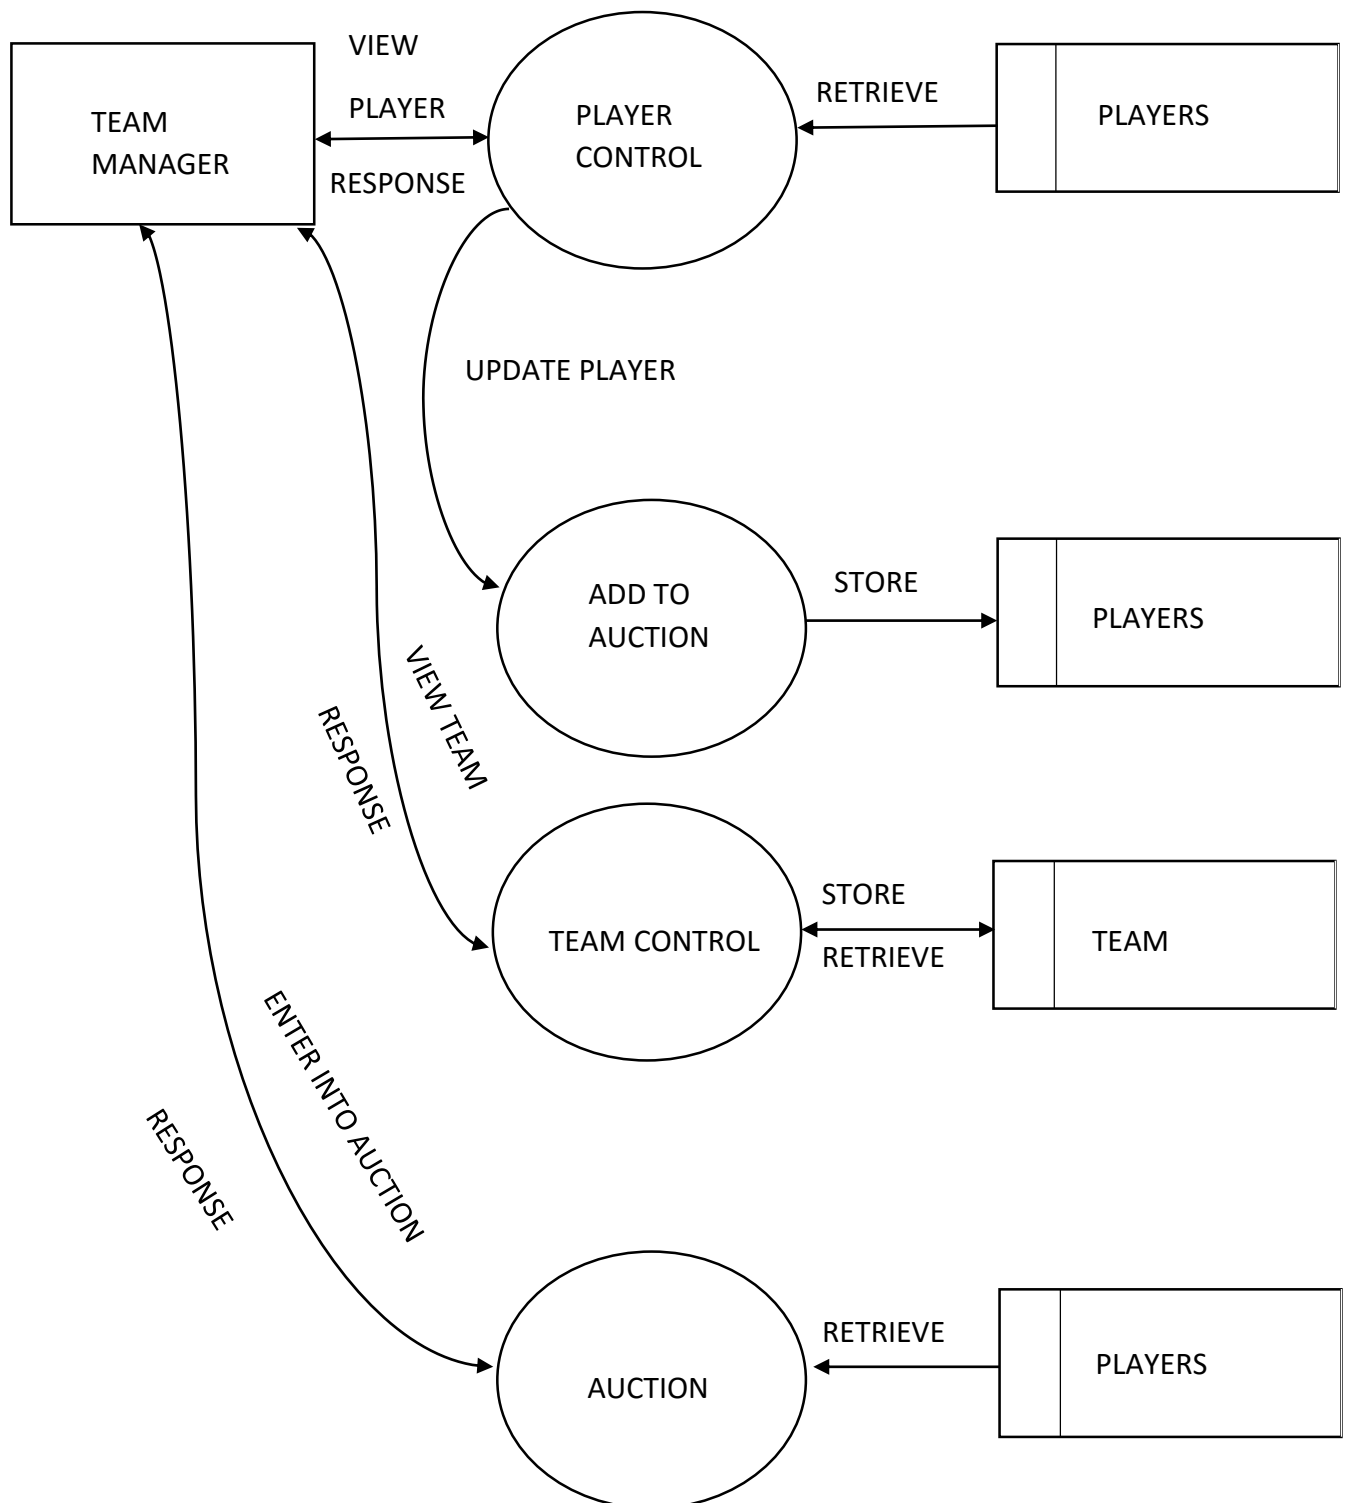 VIEW
PLAYER
RESPONSE
TEAM
MANAGER
PLAYER
CONTROL
RETRIEVE
PLAYERS
UPDATE PLAYER
ADD TO
AUCTION
STORE
PLAYERS
VIEW TEAM
RESPONSE
TEAM CONTROL
STORE
RETRIEVE
TEAM
ENTER INTO AUCTION
RESPONSE
AUCTION
RETRIEVE
PLAYERS